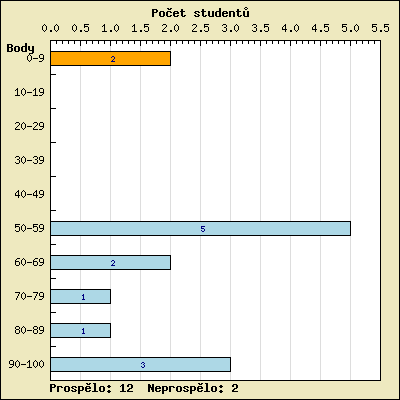 Počet studentů
0.0 0.5 1.0 1.5 2.0 2.5 3.0 3.5 4.0 4.5 5.0 5.5
Body
0-9 2
10-19
20-29
30-39
40-49
50-59 5
60-69 2
70-79 1
80-89 1
90-100 3
Prospělo: 12 Neprospělo: 2